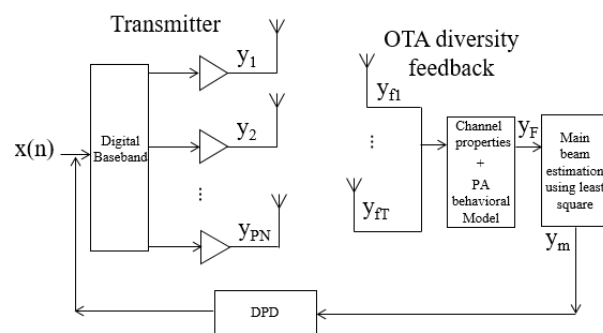 Transmitter
OTA diversity
feedback
y1
yf1
Digital
Baseband
x(n)
y2
...
yPN
...
yfT
Channel
properties
+
PA
behavioral
Model
yF
Main
beam
estimation
using least
square
ym
DPD